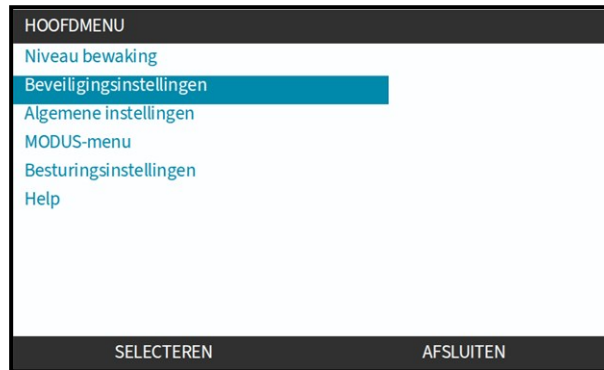 HOOFDMENU
Niveau bewaking
Beveiligingsinstellingen
Algemene instellingen
MODUS-menu
Besturingsinstellingen
Help
SELECTEREN AFSLUITEN